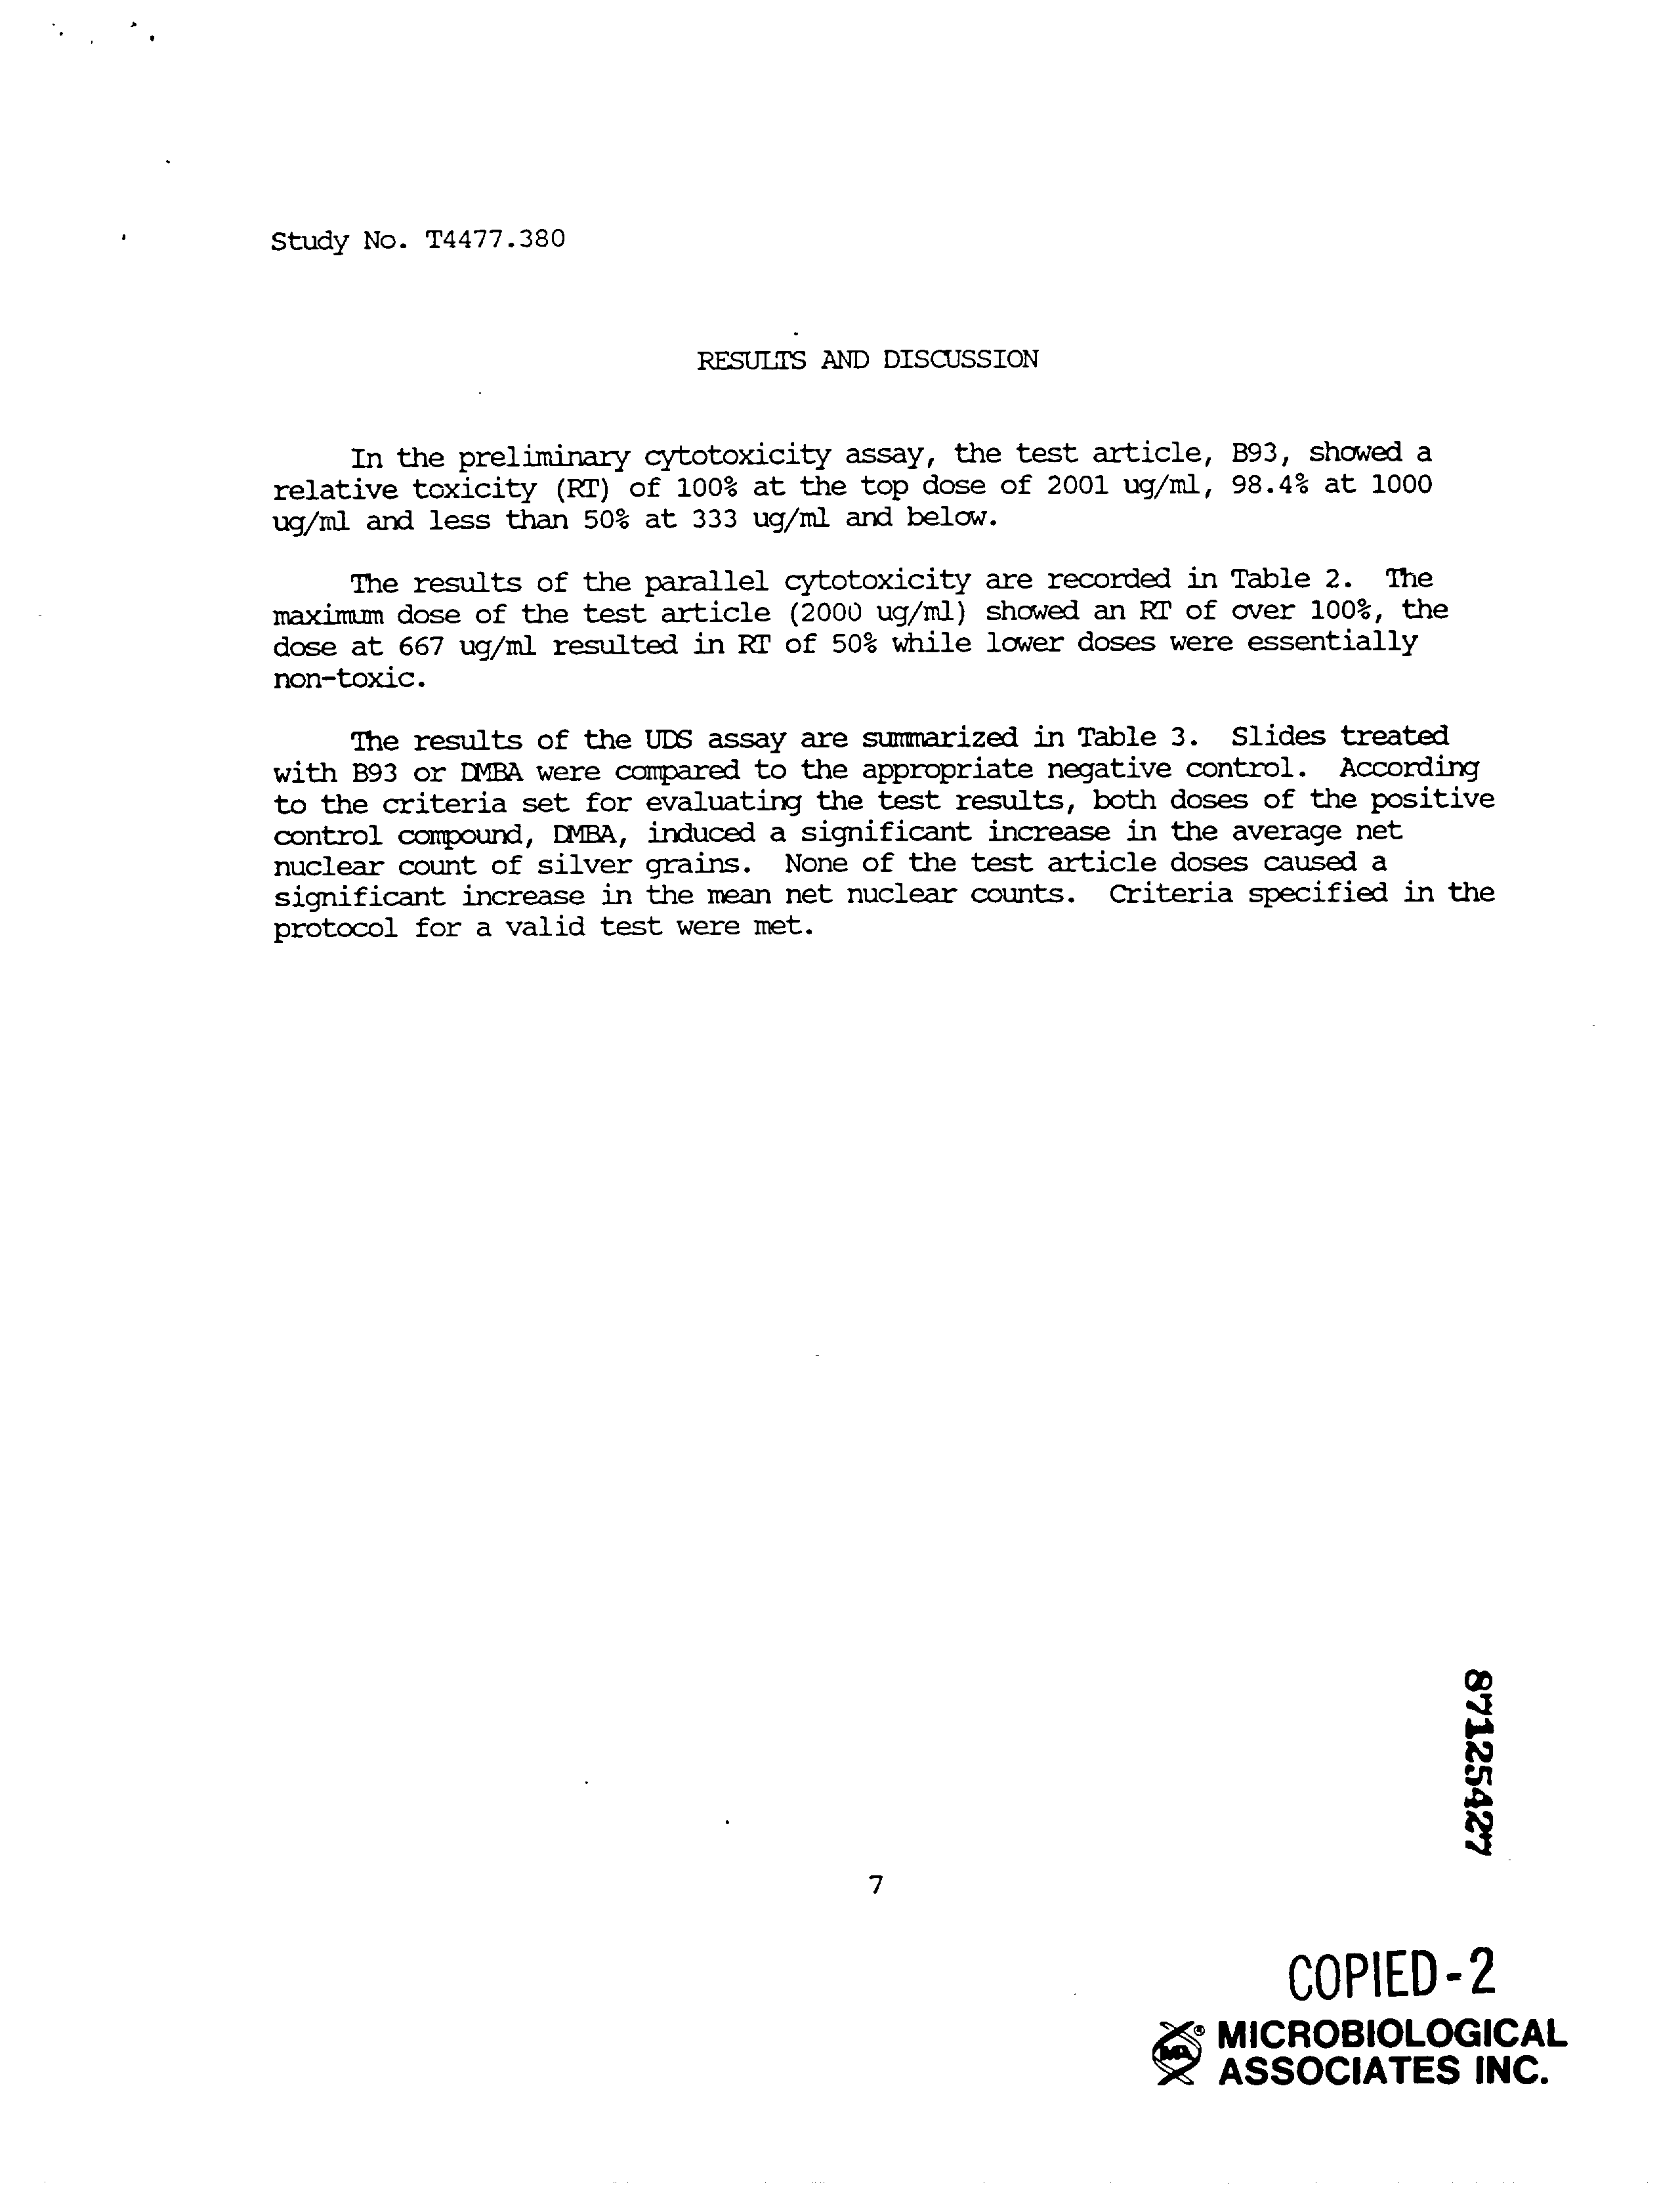 Study No. T4477.380
RESULTS AND DISCUSSION
In the preliminary cytotoxicity assay, the test article, B93, showed a
relative toxicity (RT) of 100% at the top dose of 2001 ug/ml, 98.4% at 1000
ug/ml and less than 50% at 333 ug/ml and below.
The results of the parallel cytotoxicity are recorded in Table 2. The
maximum dose of the test article (2000 ug/ml) showed an RT of over 100%, the
dose at 667 ug/ml resulted in RT of 50% while lower doses were essentially
non-toxic.
The results of the UDS assay are summarized in Table 3. Slides treated
with B93 or DMBA were compared to the appropriate negative control. According
to the criteria set for evaluating the test results, both doses of the positive
control compound, DMBA, induced a significant increase in the average net
nuclear count of silver grains. None of the test article doses caused a
significant increase in the mean net nuclear counts. Criteria specified in the
protocol for a valid test were met.
87125427
7
COPIED-2
MA ® MICROBIOLOGICAL
ASSOCIATES INC.